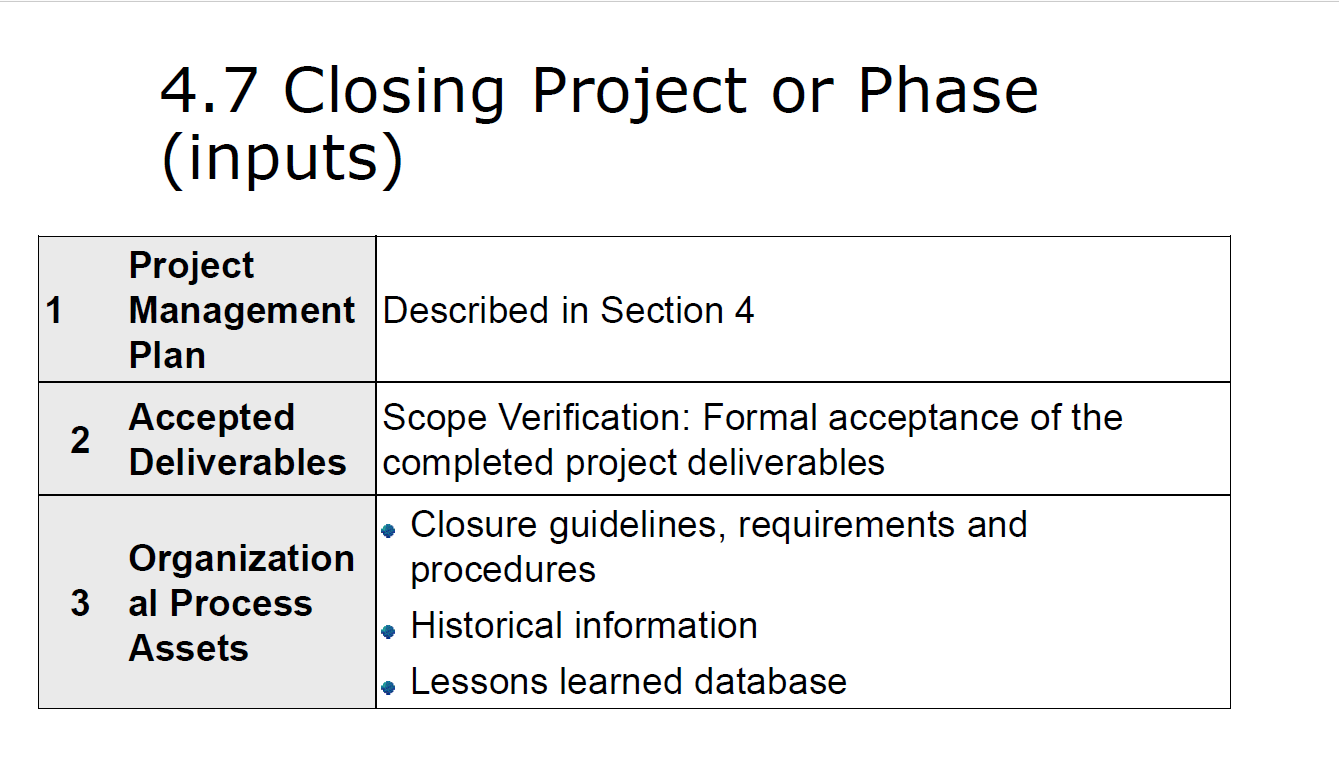 4.7 Closing Project or Phase
(inputs)
1
Project
Management
Plan
Described in Section 4
2
Accepted
Deliverables
Scope Verification: Formal acceptance of the
completed project deliverables
3
Organization
al Process
Assets
Closure guidelines, requirements and
procedures
Historical information
Lessons learned database